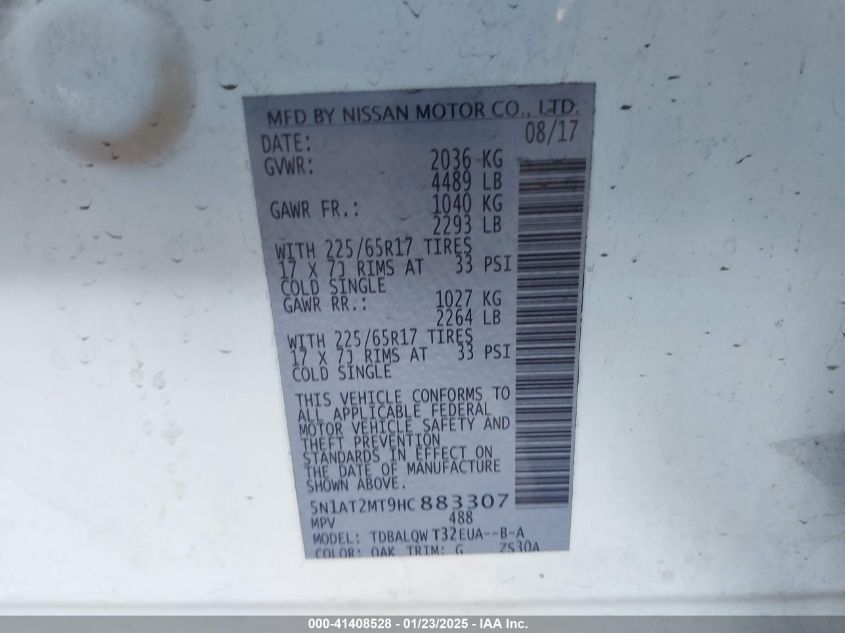 MFD BY NISSAN MOTOR CO., LTD.
DATE: 08/17
GVWR: 2036 KG
4489 LB
GAWR FR.: 1040 KG
2293 LB
WITH 225/65R17 TIRES
17 X 7J RIMS AT 33 PSI
COLD SINGLE
GAWR RR.: 1027 KG
2264 LB
WITH 225/65R17 TIRES
17 X 7J RIMS AT 33 PSI
COLD SINGLE
THIS VEHICLE CONFORMS TO
ALL APPLICABLE FEDERAL
MOTOR VEHICLE SAFETY AND
THEFT PREVENTION
STANDARDS IN EFFECT ON
THE DATE OF MANUFACTURE
SHOWN ABOVE.
5N1AT2MT9HC883307
MPV 488
MODEL: TDBALQW T32EUA--B-A
COLOR: QAK TRIM: G ZS30A
000-41408528 - 01/23/2025 - IAA Inc.